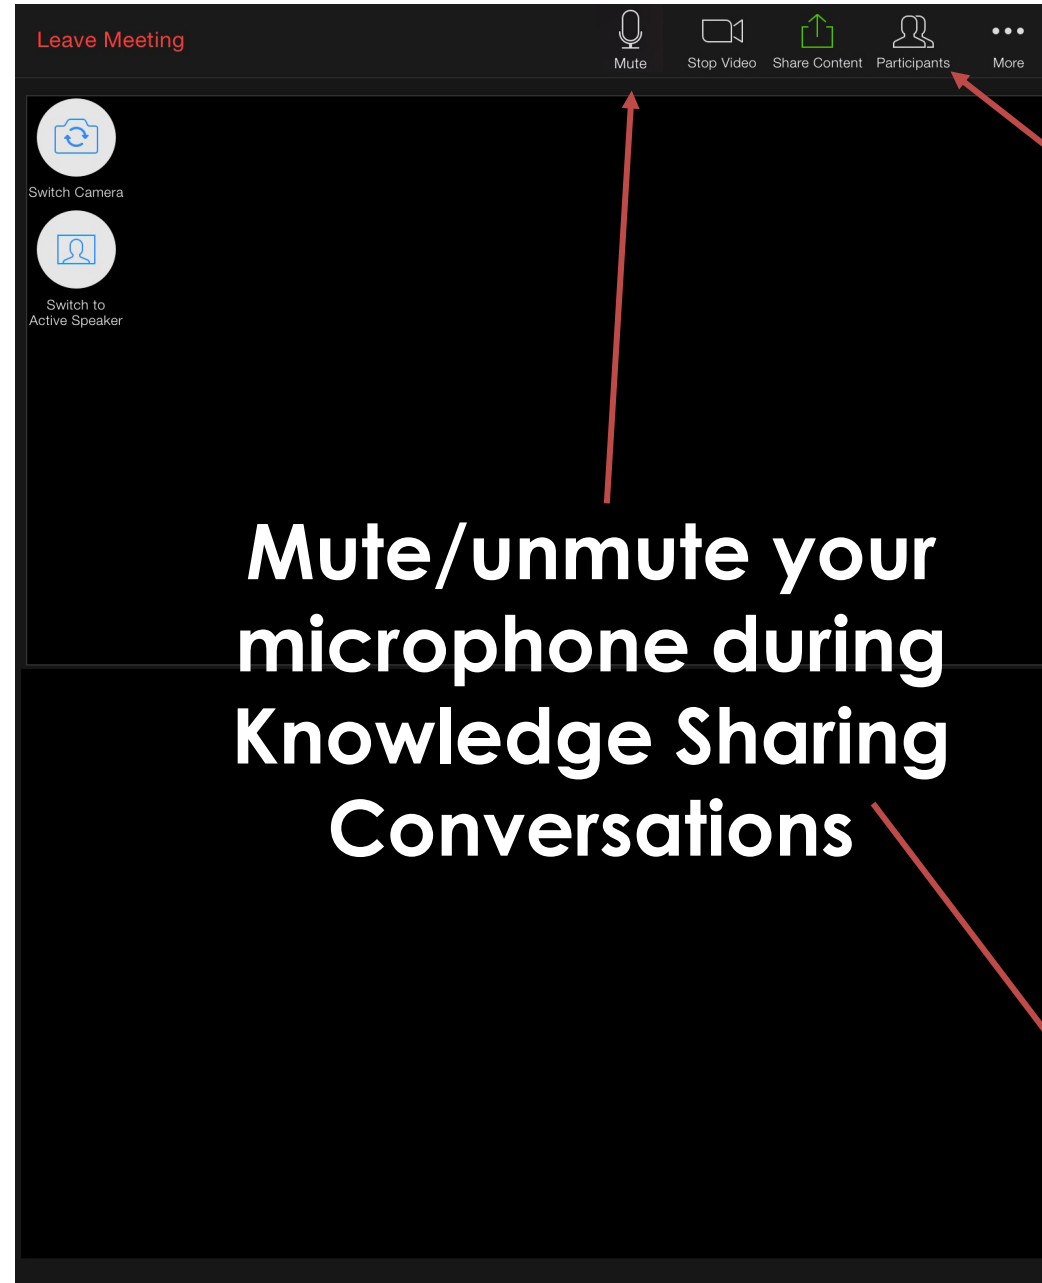 Leave Meeting
Mute
Stop Video
Share Content
Participants
More
Switch Camera
Switch to
Active Speaker
Mute/unmute your
microphone during
Knowledge Sharing
Conversations